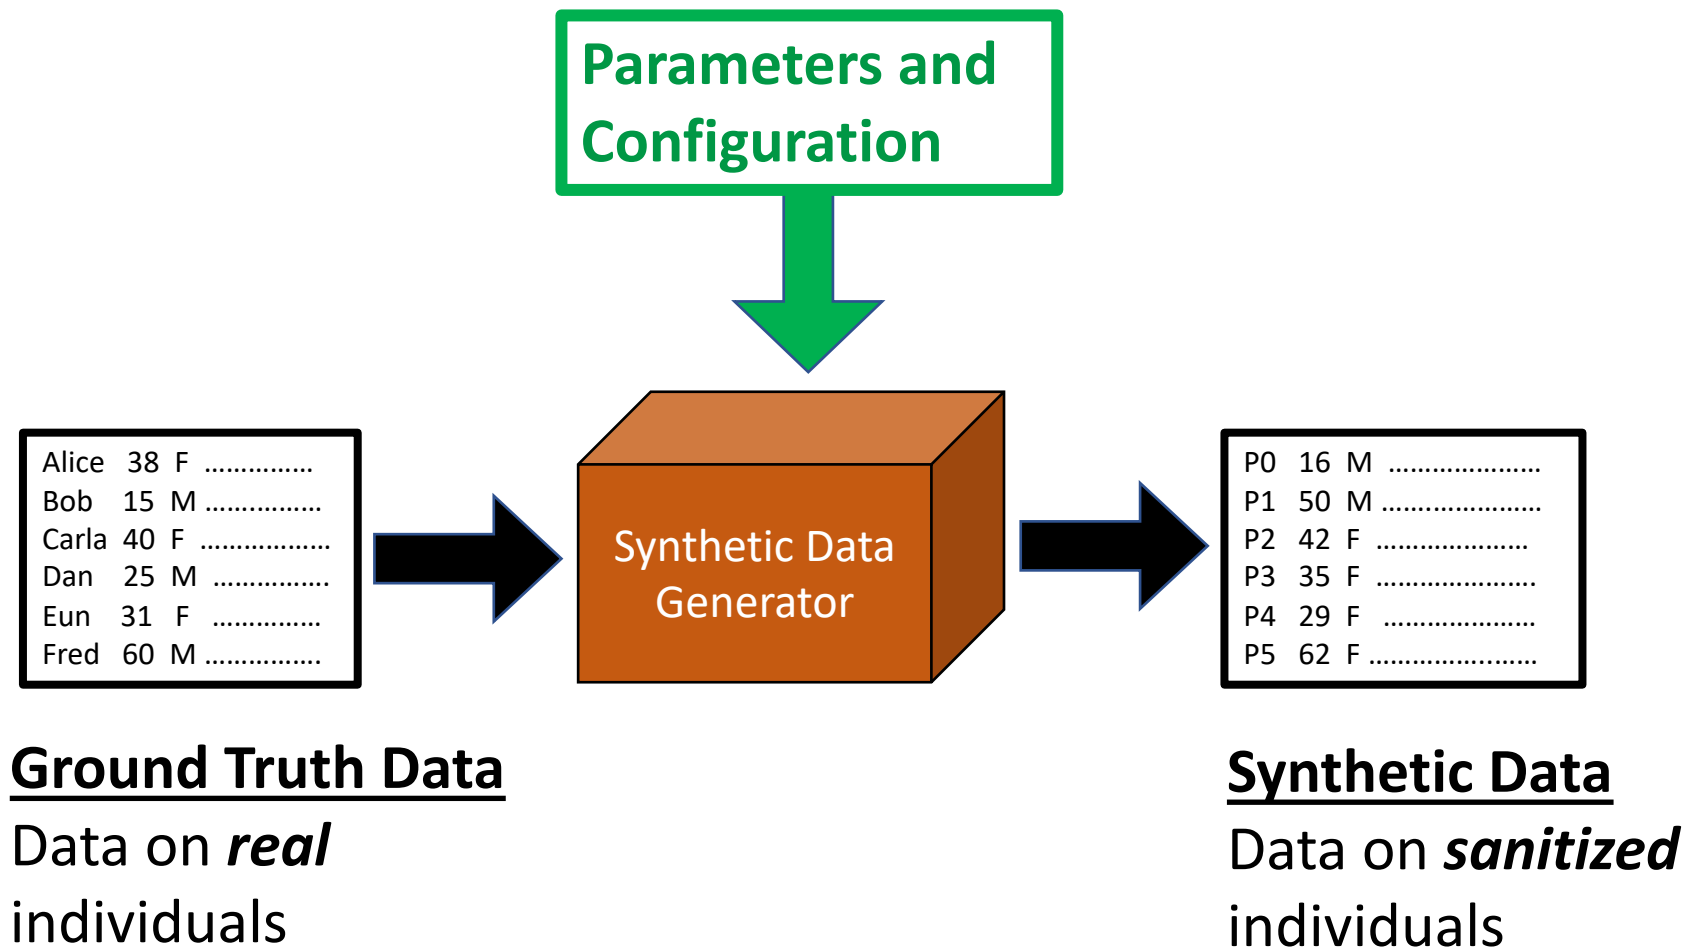 Parameters and
Configuration
Alice 38 F ……………
Bob 15 M …….………
Carla 40 F ………………
Dan 25 M …………….
Eun 31 F ……………
Fred 60 M …………….
Synthetic Data
Generator
P0 16 M …………………
P1 50 M …….……………
P2 42 F …………………
P3 35 F ………………….
P4 29 F …………………
P5 62 F ……………..……
Ground Truth Data
Data on real
individuals
Synthetic Data
Data on sanitized
individuals